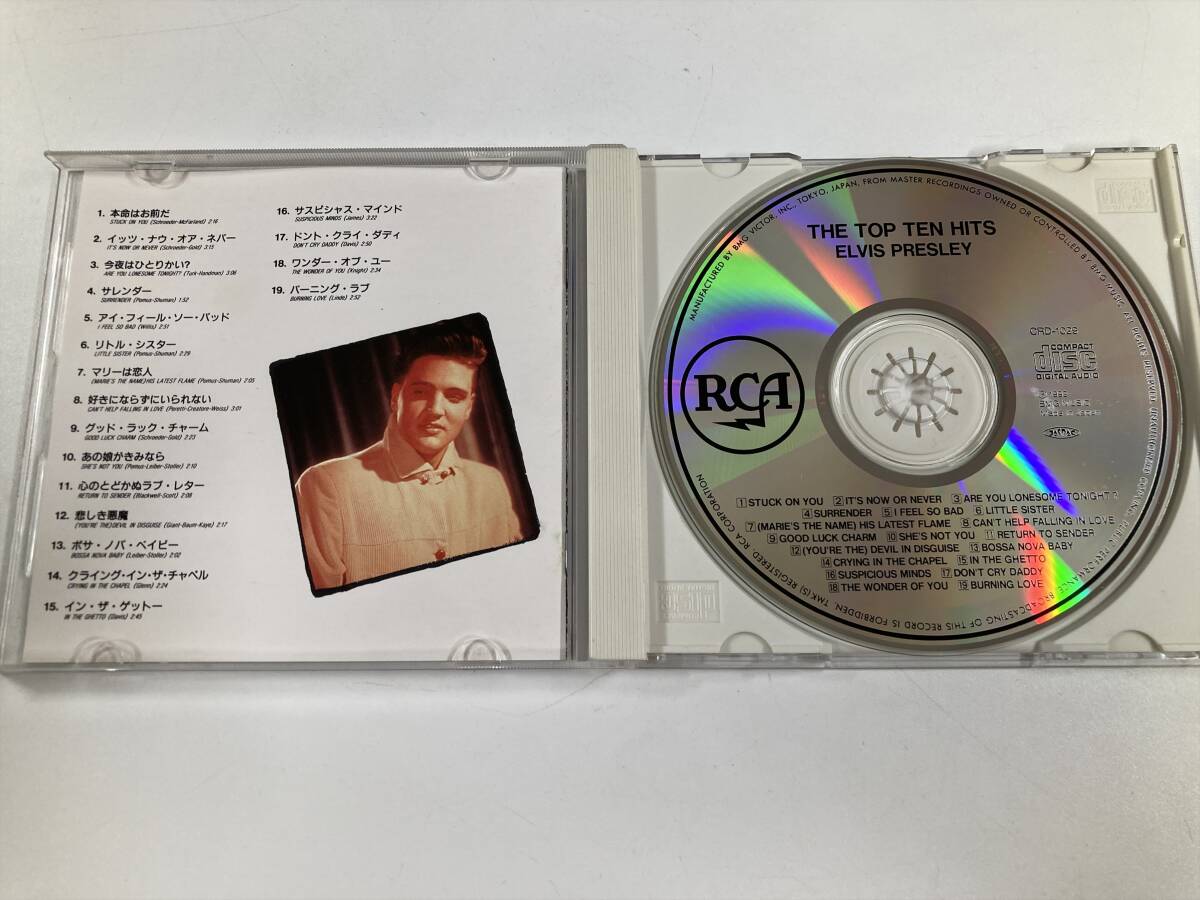 1. 本命はお前だ
STUCK ON YOU (Schroeder-McFarland) 2:16
2. イッツ・ナウ・オア・ネバー
IT'S NOW OR NEVER (Schroeder-Gold) 3:15
3. 今夜はひとりかい?
ARE YOU LONESOME TONIGHT? (Turk-Handman) 3:06
4. サレンダー
SURRENDER (Pomus-Shuman) 1:52
5. アイ・フィール・ソー・バッド
I FEEL SO BAD (Willis) 2:51
6. リトル・シスター
LITTLE SISTER (Pomus-Shuman) 2:29
7. マリーは恋人
(MARIE'S THE NAME)HIS LATEST FLAME (Pomus-Shuman) 2:05
8. 好きにならずにいられない
CAN'T HELP FALLING IN LOVE (Peretti-Creatore-Weiss) 3:01
9. グッド・ラック・チャーム
GOOD LUCK CHARM (Schroeder-Gold) 2:23
10. あの娘がきみなら
SHE'S NOT YOU (Pomus-Leiber-Stoller) 2:10
11. 心のとどかぬラブ・レター
RETURN TO SENDER (Blackwell-Scott) 2:08
12. 悲しき悪魔
(YOU'RE THE)DEVIL IN DISGUISE (Giant-Baum-Kaye) 2:17
13. ボサ・ノバ・ベイビー
BOSSA NOVA BABY (Leiber-Stoller) 2:02
14. クライング・イン・ザ・チャペル
CRYING IN THE CHAPEL (Glenn) 2:24
15. イン・ザ・ゲットー
IN THE GHETTO (Davis) 2:45
16. サスピシャス・マインド
SUSPICIOUS MINDS (James) 3:22
17. ドント・クライ・ダディ
DON'T CRY DADDY (Davis) 2:50
18. ワンダー・オブ・ユー
THE WONDER OF YOU (Knight) 2:34
19. バーニング・ラブ
BURNING LOVE (Linde) 2:52
MANUFACTURED BY BMG VICTOR, INC., TOKYO, JAPAN, FROM MASTER RECORDINGS OWNED OR CONTROLLED BY BMG MUSIC. ALL RIGHTS RESERVED. UNAUTHORIZED COPYING, PUBLIC PERFORMANCE, BROADCASTING OF THIS RECORD IS FORBIDDEN. TMK(S) REGISTERED RCA CORPORATION
THE TOP TEN HITS
ELVIS PRESLEY
CRD-1022
COMPACT
disc
DIGITAL AUDIO
BMG MUSIC
Made in Japan
JASRAC
RCA
1 STUCK ON YOU 2 IT'S NOW OR NEVER 3 ARE YOU LONESOME TONIGHT?
4 SURRENDER 5 I FEEL SO BAD 6 LITTLE SISTER
7 (MARIE'S THE NAME) HIS LATEST FLAME 8 CAN'T HELP FALLING IN LOVE
9 GOOD LUCK CHARM 10 SHE'S NOT YOU 11 RETURN TO SENDER
12 (YOU'RE THE) DEVIL IN DISGUISE 13 BOSSA NOVA BABY
14 CRYING IN THE CHAPEL 15 IN THE GHETTO
16 SUSPICIOUS MINDS 17 DON'T CRY DADDY
18 THE WONDER OF YOU 19 BURNING LOVE